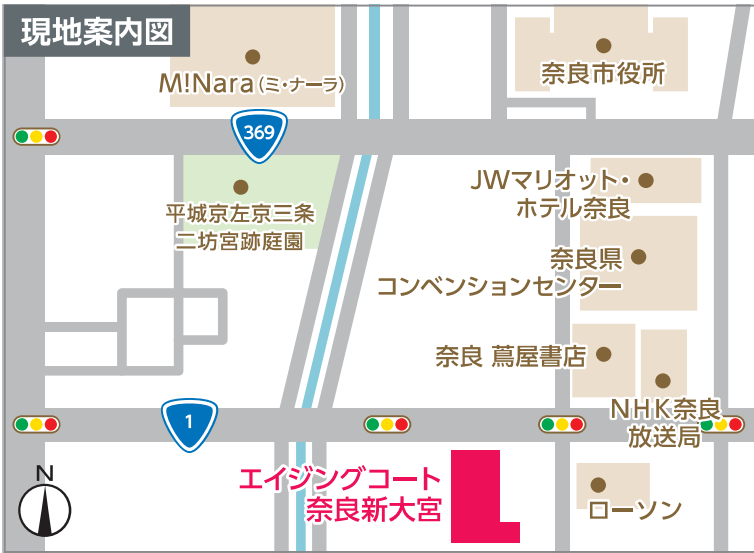 現地案内図
M!Nara(ミ・ナーラ)
奈良市役所
369
JWマリオット・
ホテル奈良
平城京左京三条
二坊宮跡庭園
奈良県
コンベンションセンター
奈良 蔦屋書店
NHK奈良
放送局
1
エイジングコート
奈良新大宮
ローソン
N